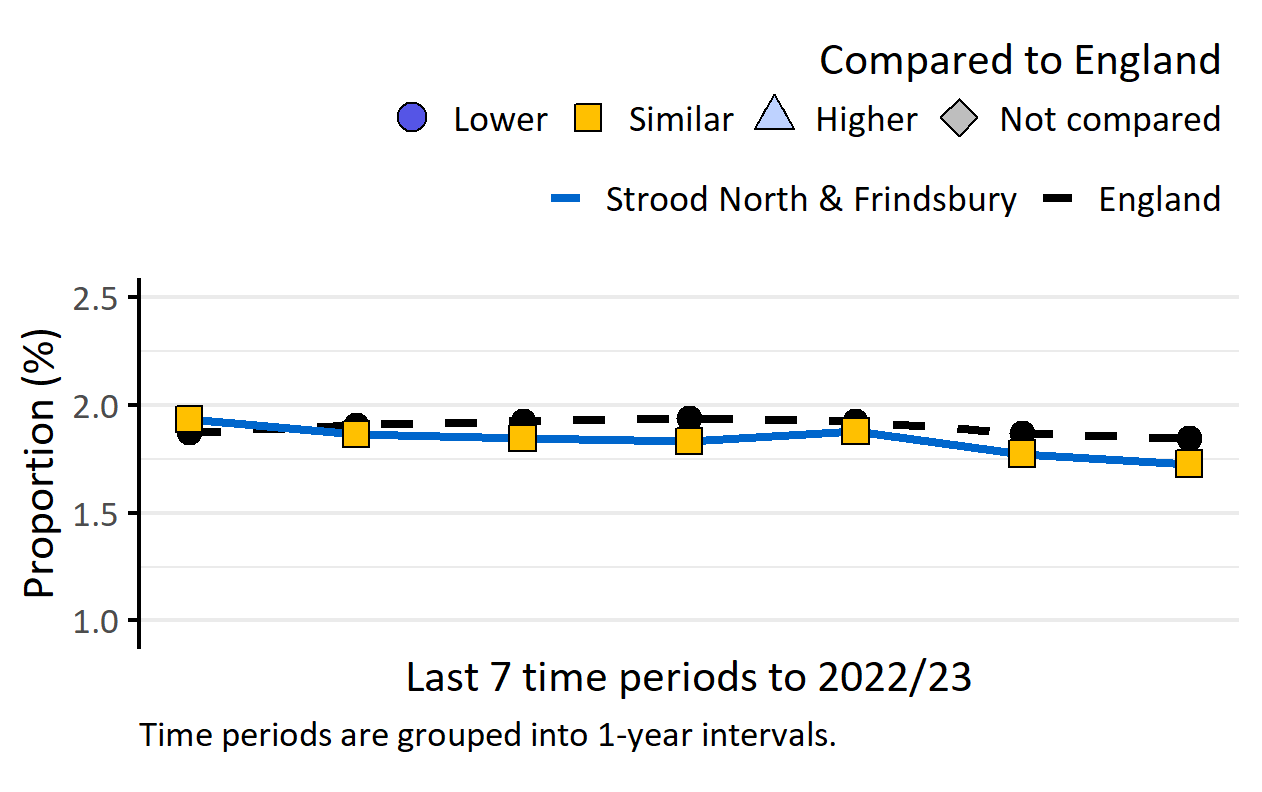 Compared to England
Lower Similar Higher Not compared
Strood North & Frindsbury England
2.5
2.0
1.5
1.0
Proportion (%)
Last 7 time periods to 2022/23
Time periods are grouped into 1-year intervals.